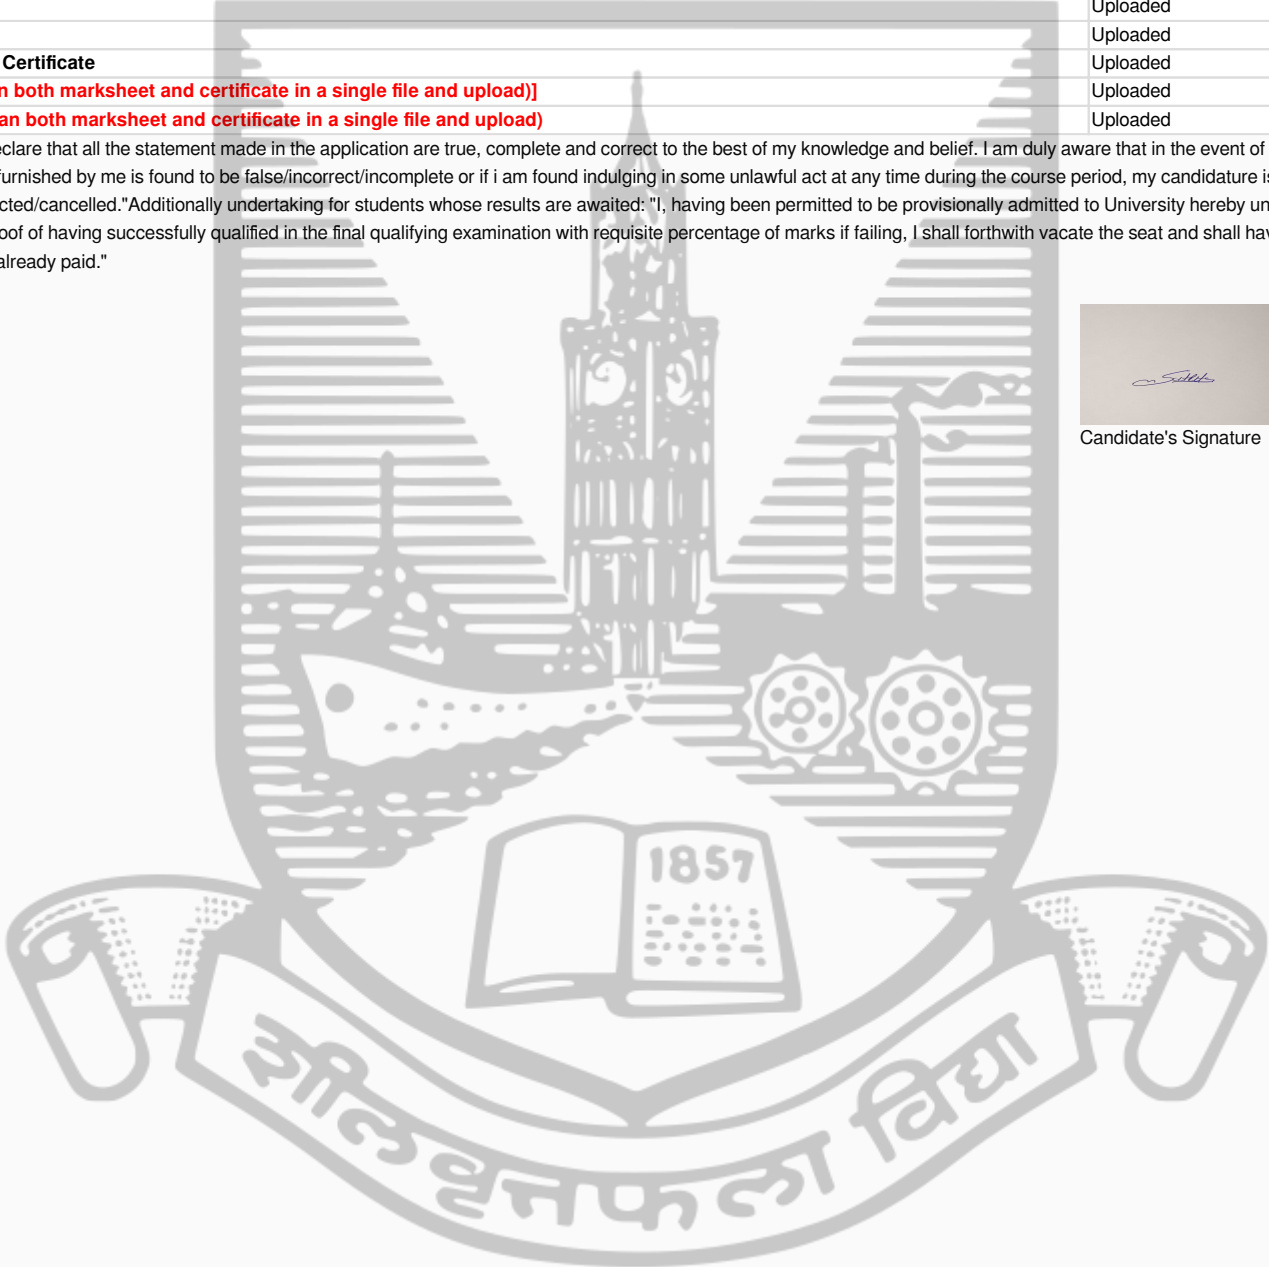 Uploaded
Uploaded
Certificate Uploaded
n both marksheet and certificate in a single file and upload)] Uploaded
an both marksheet and certificate in a single file and upload) Uploaded
clare that all the statement made in the application are true, complete and correct to the best of my knowledge and belief. I am duly aware that in the event of
urnished by me is found to be false/incorrect/incomplete or if i am found indulging in some unlawful act at any time during the course period, my candidature is
cted/cancelled."Additionally undertaking for students whose results are awaited: "I, having been permitted to be provisionally admitted to University hereby un
oof of having successfully qualified in the final qualifying examination with requisite percentage of marks if failing, I shall forthwith vacate the seat and shall hav
already paid."
Candidate's Signature
1857
शीलवृत्तफला विद्या